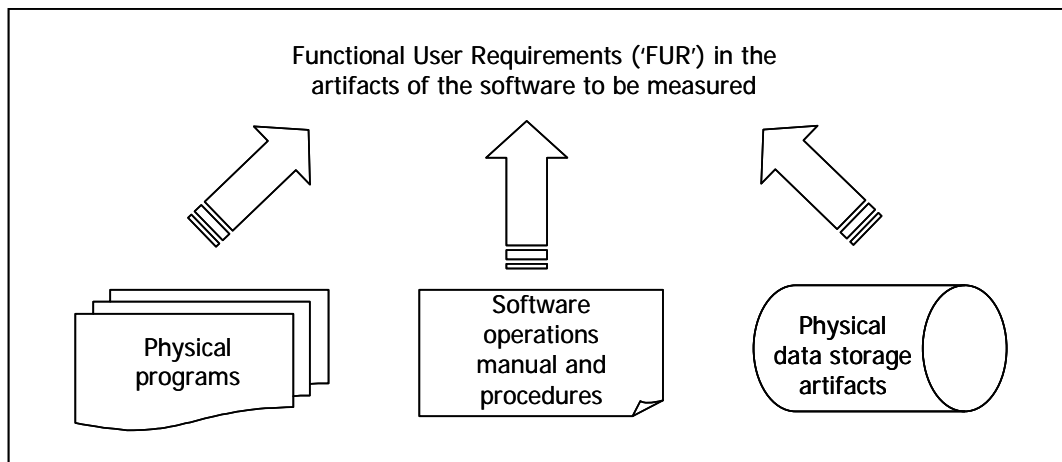 Functional User Requirements (‘FUR’) in the
artifacts of the software to be measured
Physical
programs
Software
operations
manual and
procedures
Physical
data storage
artifacts